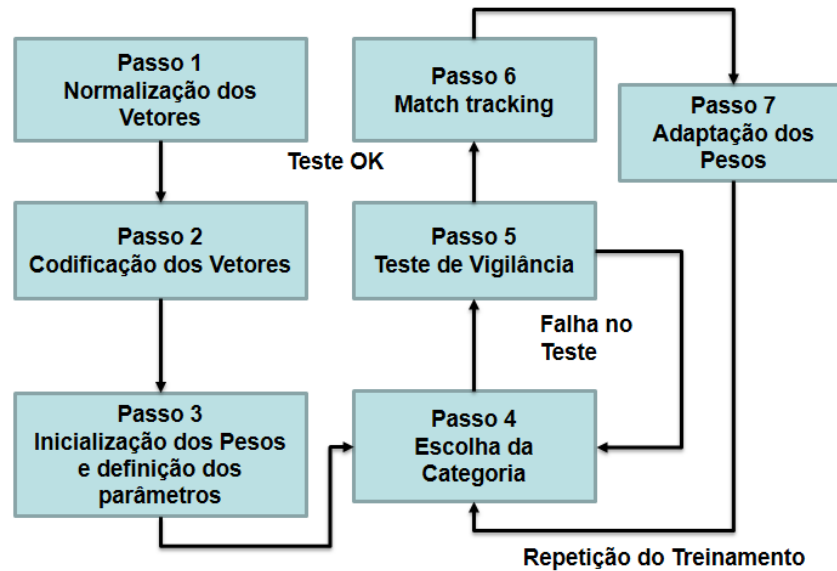 Passo 1
Normalização dos
Vetores
Passo 2
Codificação dos Vetores
Passo 3
Inicialização dos Pesos
e definição dos
parâmetros
Passo 4
Escolha da
Categoria
Passo 5
Teste de Vigilância
Falha no
Teste
Teste OK
Passo 6
Match tracking
Passo 7
Adaptação dos
Pesos
Repetição do Treinamento